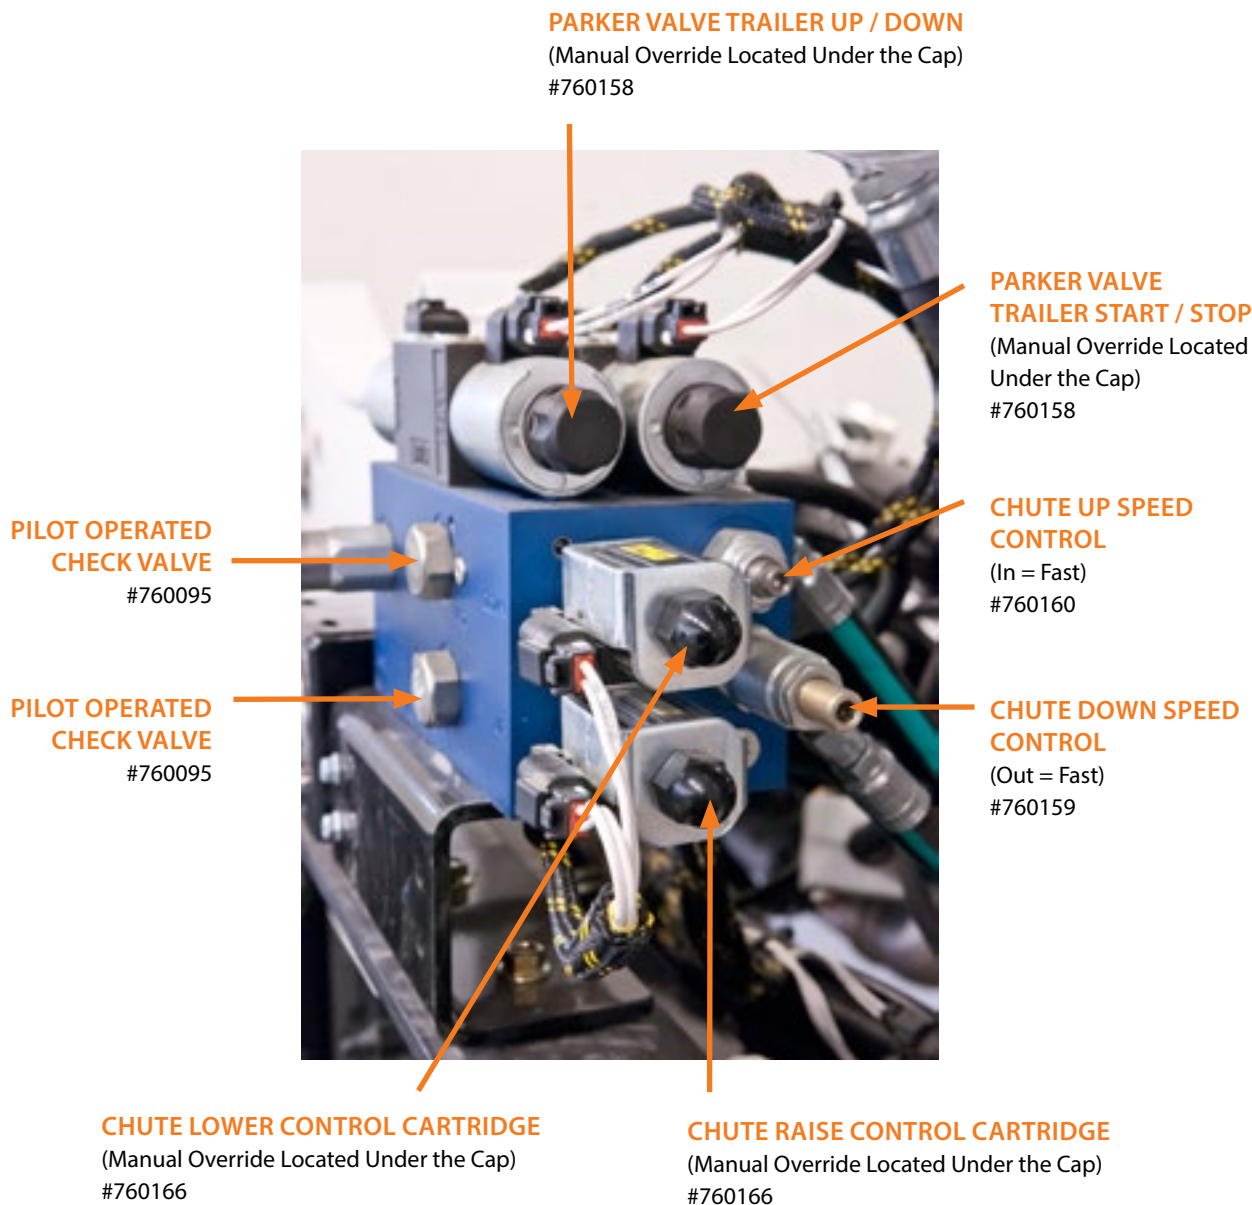 PARKER VALVE TRAILER UP / DOWN
(Manual Override Located Under the Cap)
#760158
PARKER VALVE
TRAILER START / STOP
(Manual Override Located
Under the Cap)
#760158
PILOT OPERATED
CHECK VALVE
#760095
CHUTE UP SPEED
CONTROL
(In = Fast)
#760160
PILOT OPERATED
CHECK VALVE
#760095
CHUTE DOWN SPEED
CONTROL
(Out = Fast)
#760159
CHUTE LOWER CONTROL CARTRIDGE
(Manual Override Located Under the Cap)
#760166
CHUTE RAISE CONTROL CARTRIDGE
(Manual Override Located Under the Cap)
#760166